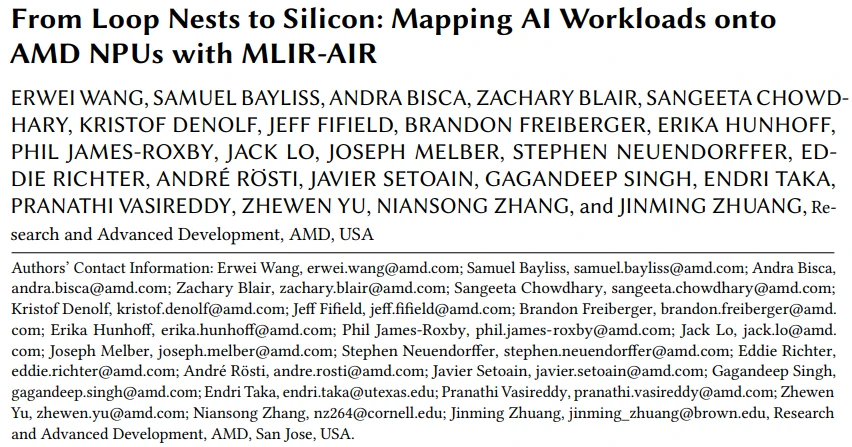 From Loop Nests to Silicon: Mapping AI Workloads onto
AMD NPUs with MLIR-AIR
ERWEI WANG, SAMUEL BAYLISS, ANDRA BISCA, ZACHARY BLAIR, SANGEETA CHOWD-
HARY, KRISTOF DENOLF, JEFF FIFIELD, BRANDON FREIBERGER, ERIKA HUNHOFF,
PHIL JAMES-ROXBY, JACK LO, JOSEPH MELBER, STEPHEN NEUENDORFFER, ED-
DIE RICHTER, ANDRÉ RÖSTI, JAVIER SETOAIN, GAGANDEEP SINGH, ENDRI TAKA,
PRANATHI VASIREDDY, ZHEWEN YU, NIANSONG ZHANG, and JINMING ZHUANG, Re-
search and Advanced Development, AMD, USA
Authors' Contact Information: Erwei Wang, erwei.wang@amd.com; Samuel Bayliss, samuel.bayliss@amd.com; Andra Bisca,
andra.bisca@amd.com; Zachary Blair, zachary.blair@amd.com; Sangeeta Chowdhary, sangeeta.chowdhary@amd.com;
Kristof Denolf, kristof.denolf@amd.com; Jeff Fifield, jeff.fifield@amd.com; Brandon Freiberger, brandon.freiberger@amd.
com; Erika Hunhoff, erika.hunhoff@amd.com; Phil James-Roxby, phil.james-roxby@amd.com; Jack Lo, jack.lo@amd.
com; Joseph Melber, joseph.melber@amd.com; Stephen Neuendorffer, stephen.neuendorffer@amd.com; Eddie Richter,
eddie.richter@amd.com; André Rösti, andre.rosti@amd.com; Javier Setoain, javier.setoain@amd.com; Gagandeep Singh,
gagandeep.singh@amd.com; Endri Taka, endri.taka@utexas.edu; Pranathi Vasireddy, pranathi.vasireddy@amd.com; Zhewen
Yu, zhewen.yu@amd.com; Niansong Zhang, nz264@cornell.edu; Jinming Zhuang, jinming_zhuang@brown.edu, Research
and Advanced Development, AMD, San Jose, USA.